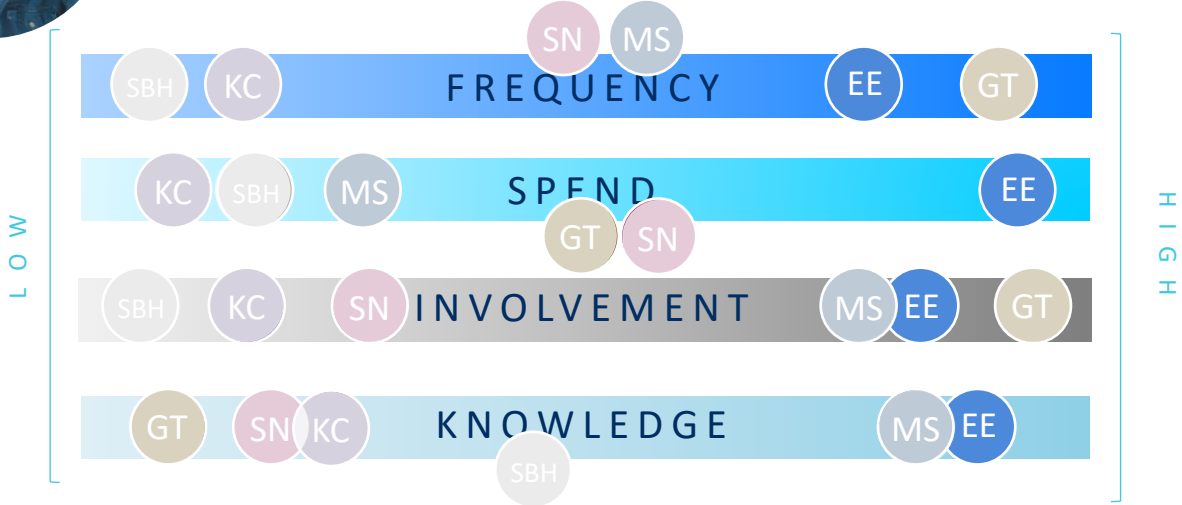 SN MS
SBH KC FREQUENCY EE GT
KC SBH MS SPEND EE
GT SN
LOW
HIGH
SBH KC SN INVOLVEMENT MS EE GT
GT SN KC KNOWLEDGE MS EE
SBH